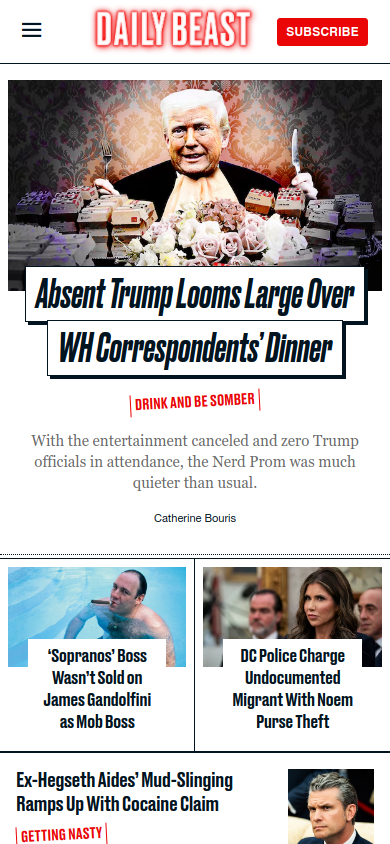 DAILY BEAST
SUBSCRIBE
Absent Trump Looms Large Over
WH Correspondents' Dinner
DRINK AND BE SOMBER
With the entertainment canceled and zero Trump
officials in attendance, the Nerd Prom was much
quieter than usual.
Catherine Bouris
‘Sopranos’ Boss
Wasn’t Sold on
James Gandolfini
as Mob Boss
DC Police Charge
Undocumented
Migrant With Noem
Purse Theft
Ex-Hegseth Aides’ Mud-Slinging
Ramps Up With Cocaine Claim
GETTING NASTY